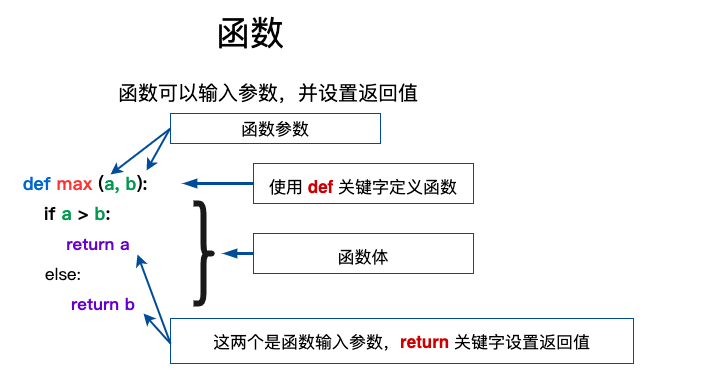 函数
函数可以输入参数，并设置返回值
函数参数
def max (a, b):
使用 def 关键字定义函数
if a > b:
return a
函数体
else:
return b
这两个是函数输入参数，return 关键字设置返回值